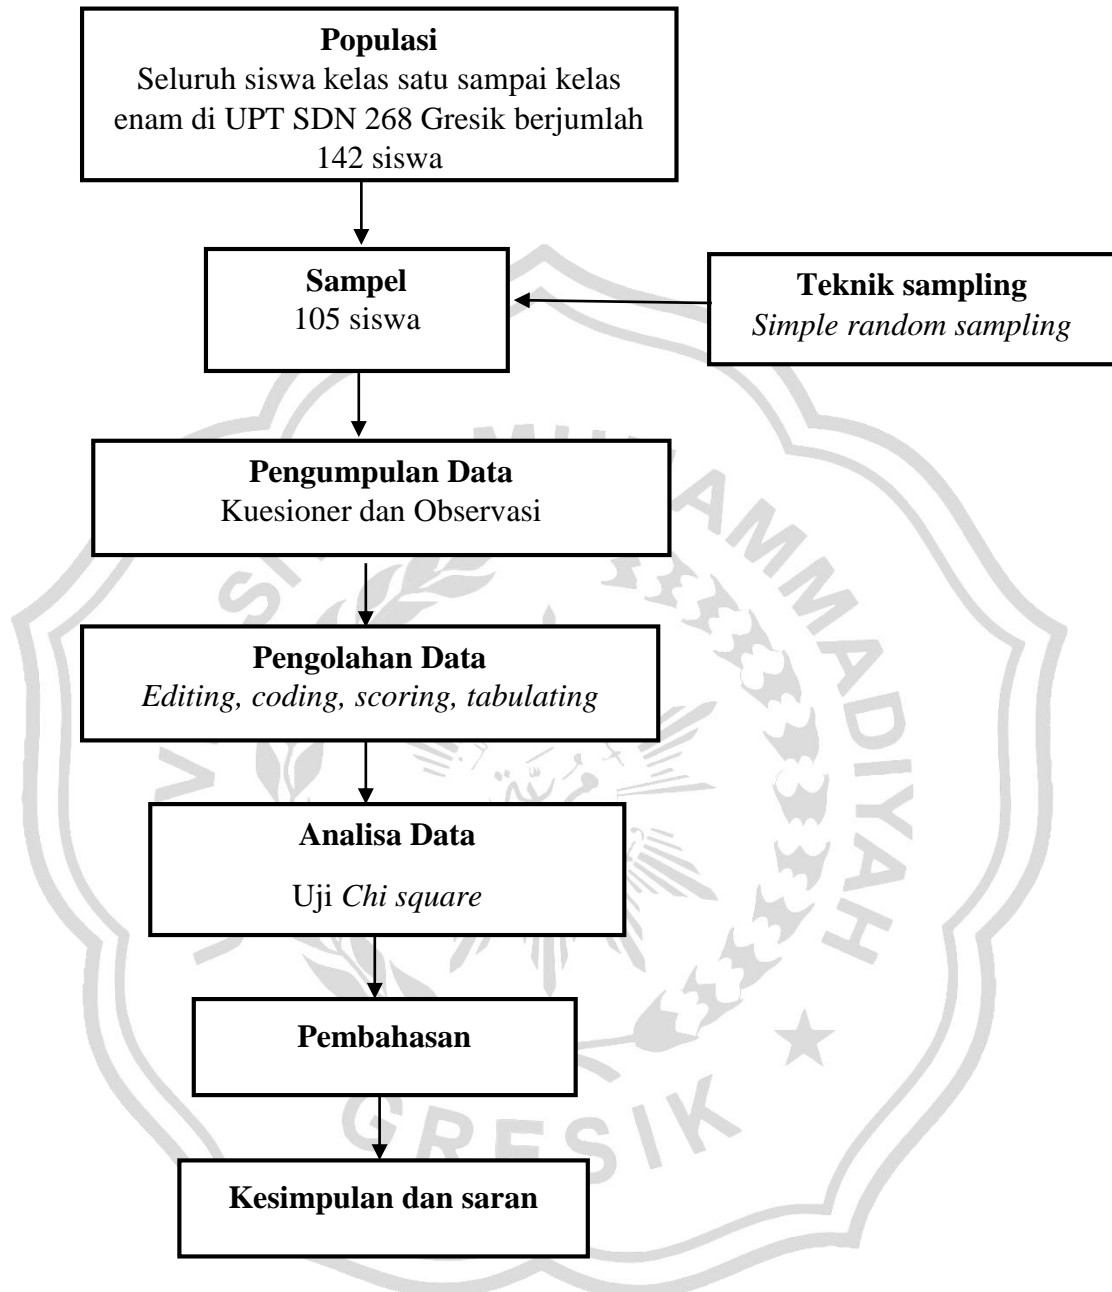 Populasi
Seluruh siswa kelas satu sampai kelas
enam di UPT SDN 268 Gresik berjumlah
142 siswa
Sampel
105 siswa
Teknik sampling
Simple random sampling
Pengumpulan Data
Kuesioner dan Observasi
Pengolahan Data
Editing, coding, scoring, tabulating
Analisa Data
Uji Chi square
Pembahasan
Kesimpulan dan saran
GRESIK